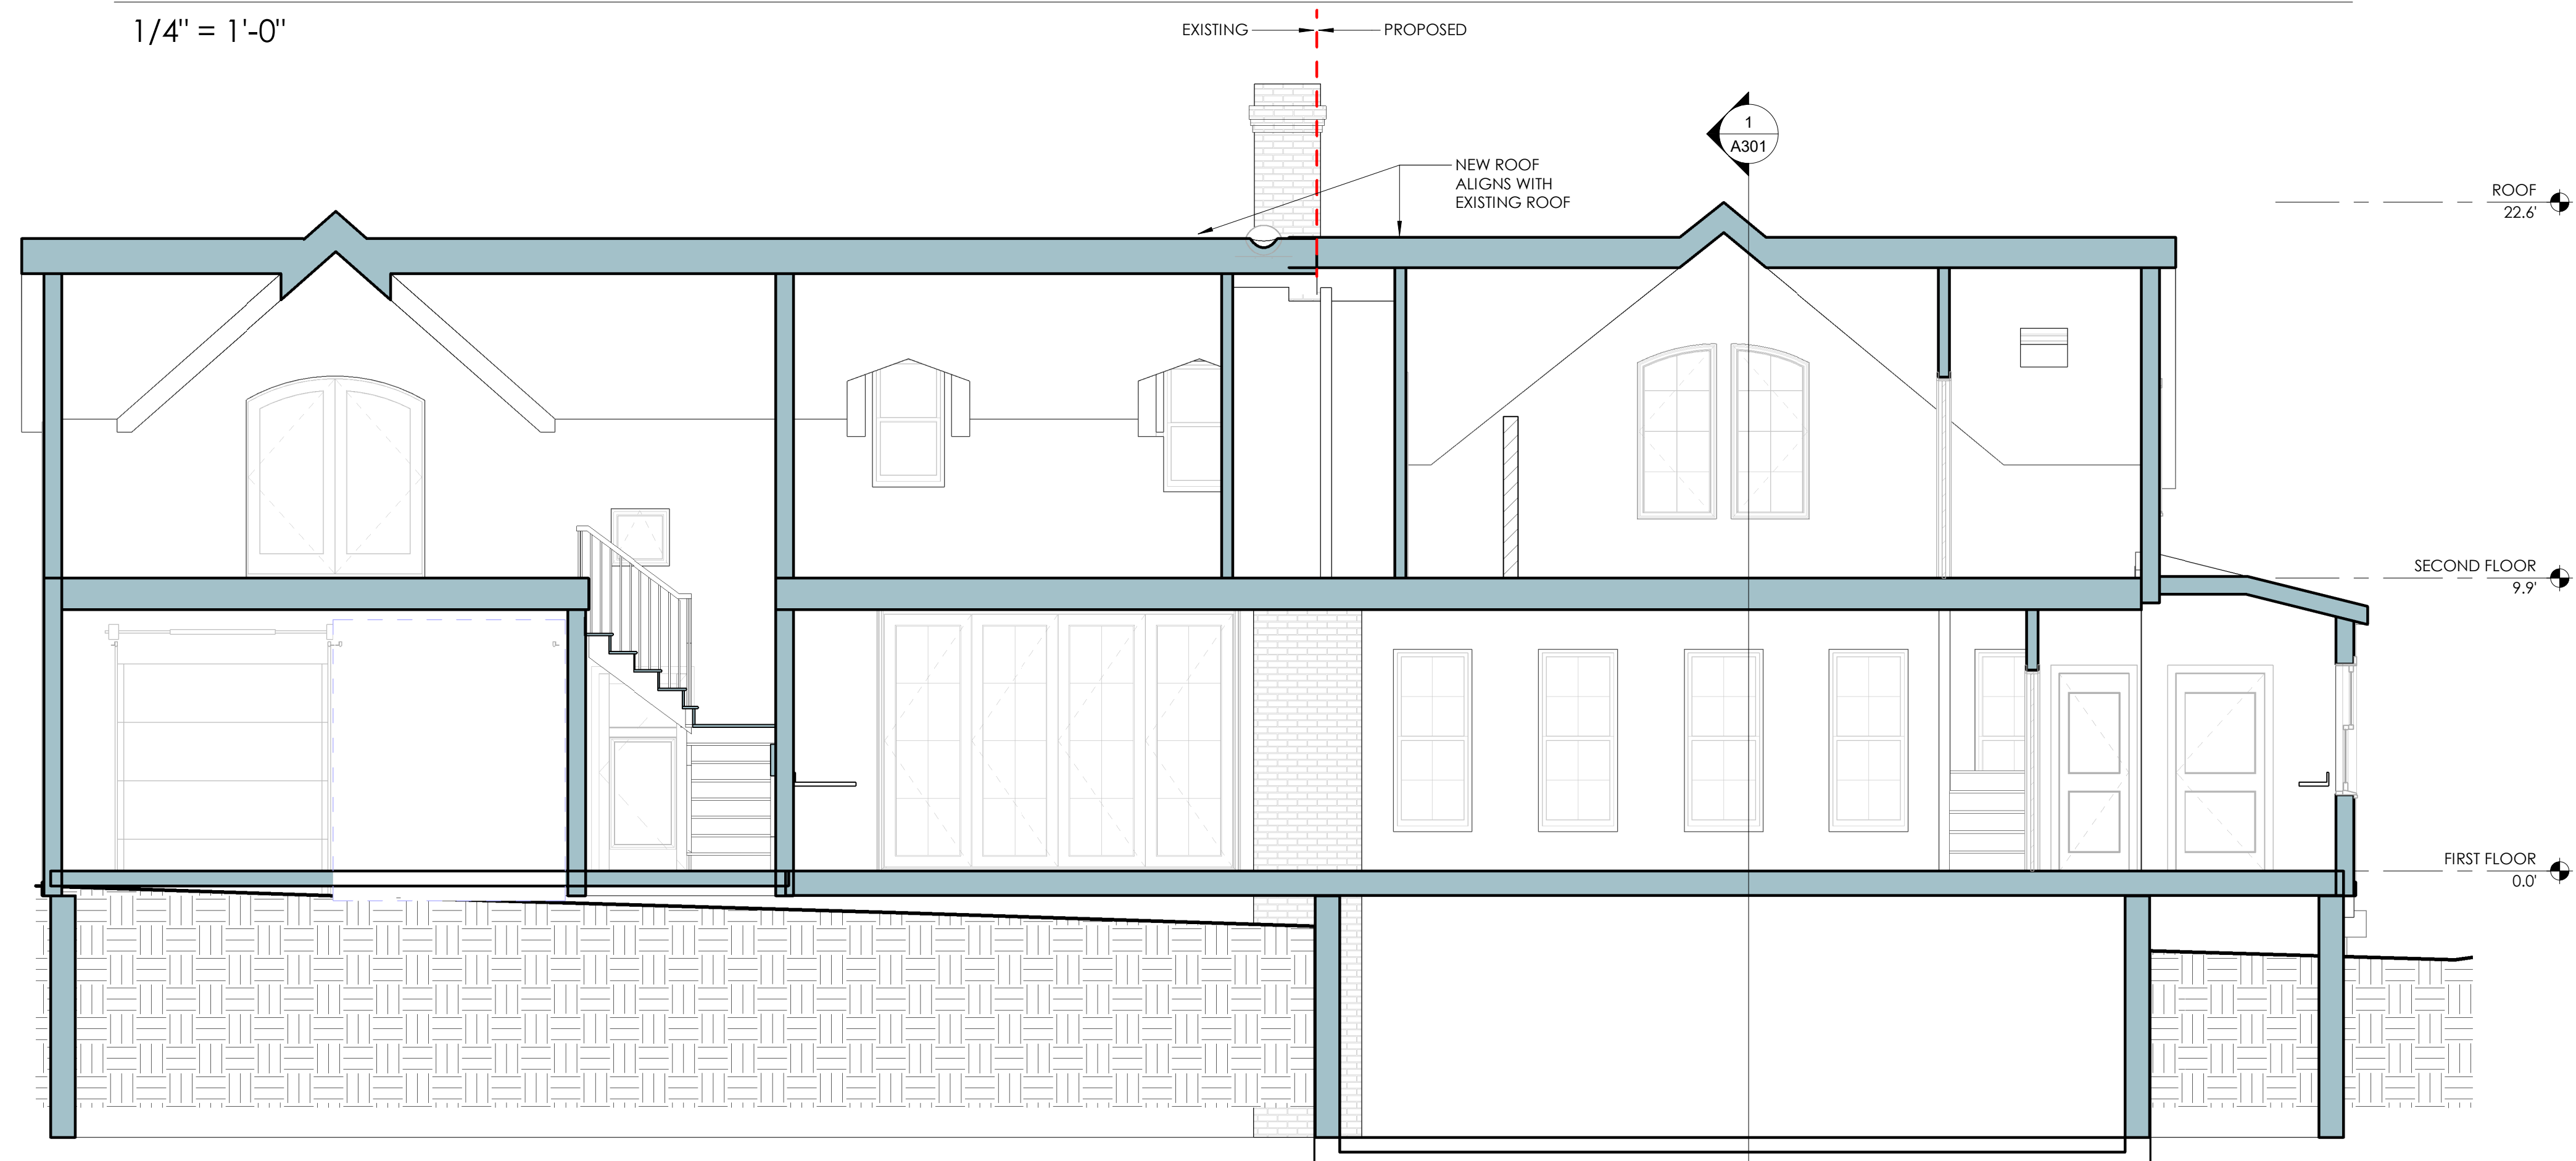 1/4" = 1'-0"
EXISTING
PROPOSED
1
A301
NEW ROOF
ALIGNS WITH
EXISTING ROOF
ROOF
22.6'
SECOND FLOOR
9.9'
FIRST FLOOR
0.0'